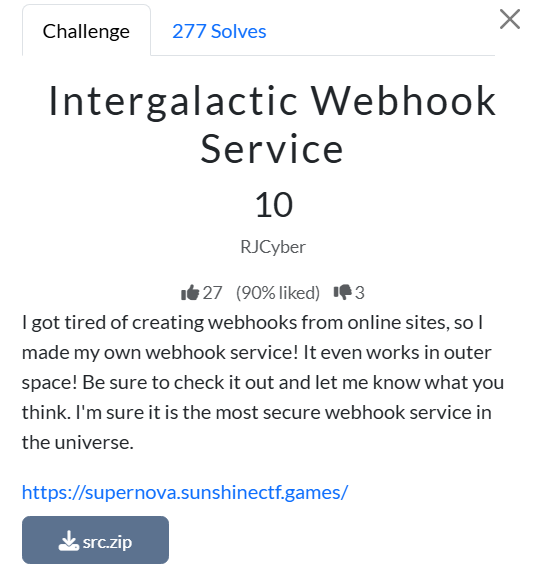 Challenge
277 Solves
Intergalactic Webhook
Service
10
RJCyber
27 (90% liked) 3
I got tired of creating webhooks from online sites, so I
made my own webhook service! It even works in outer
space! Be sure to check it out and let me know what you
think. I'm sure it is the most secure webhook service in
the universe.
https://supernova.sunshinectf.games/
src.zip